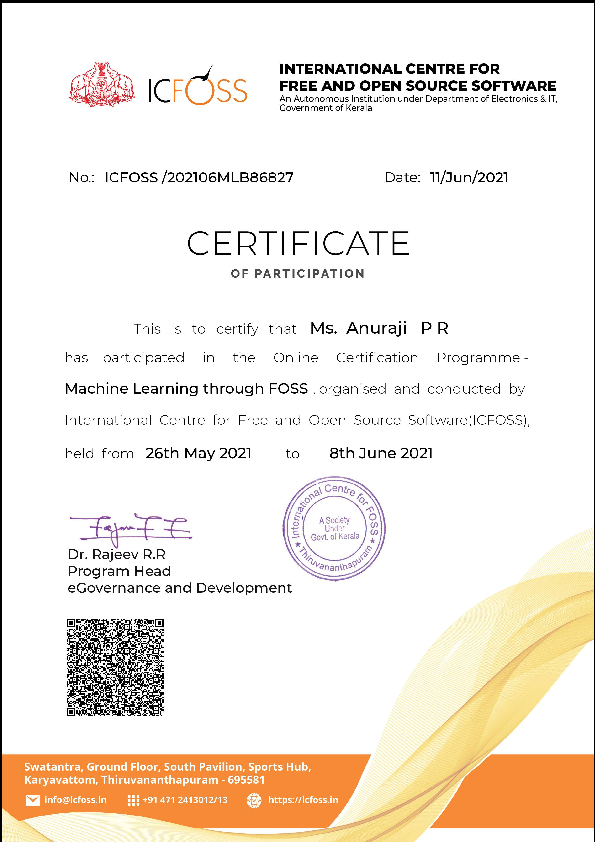 ICFOSS
INTERNATIONAL CENTRE FOR
FREE AND OPEN SOURCE SOFTWARE
An Autonomous Institution under Department of Electronics & IT,
Government of Kerala
No.: ICFOSS /202106MLB86827
Date: 11/Jun/2021
CERTIFICATE
OF PARTICIPATION
This is to certify that Ms. Anuraji P R
has participated in the Online Certification Programme -
Machine Learning through FOSS , organised and conducted by
International Centre for Free and Open Source Software(ICFOSS),
held from 26th May 2021 to 8th June 2021
International Centre for FOSS
A Society
Under
Govt. of Kerala
★ Thiruvananthapuram ★
Dr. Rajeev R.R
Program Head
eGovernance and Development
Swatantra, Ground Floor, South Pavilion, Sports Hub,
Karyavattom, Thiruvananthapuram - 695581
info@icfoss.in +91 471 2413012/13 https://icfoss.in